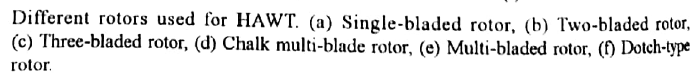 Different rotors used for HAWT. (a) Single-bladed rotor, (b) Two-bladed rotor,
(c) Three-bladed rotor, (d) Chalk multi-blade rotor, (e) Multi-bladed rotor, (f) Dotch-type
rotor.